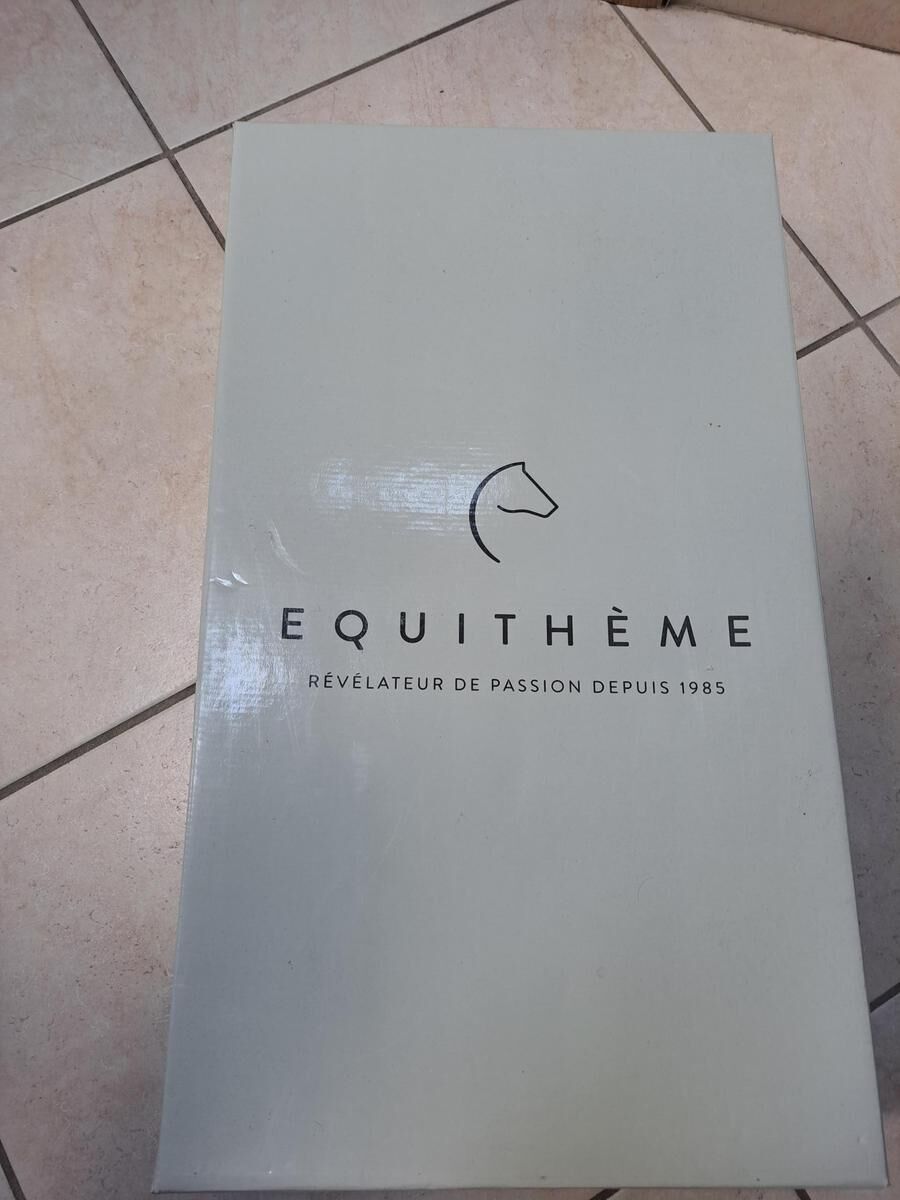 EQUITHÈME
RÉVÉLATEUR DE PASSION DEPUIS 1985